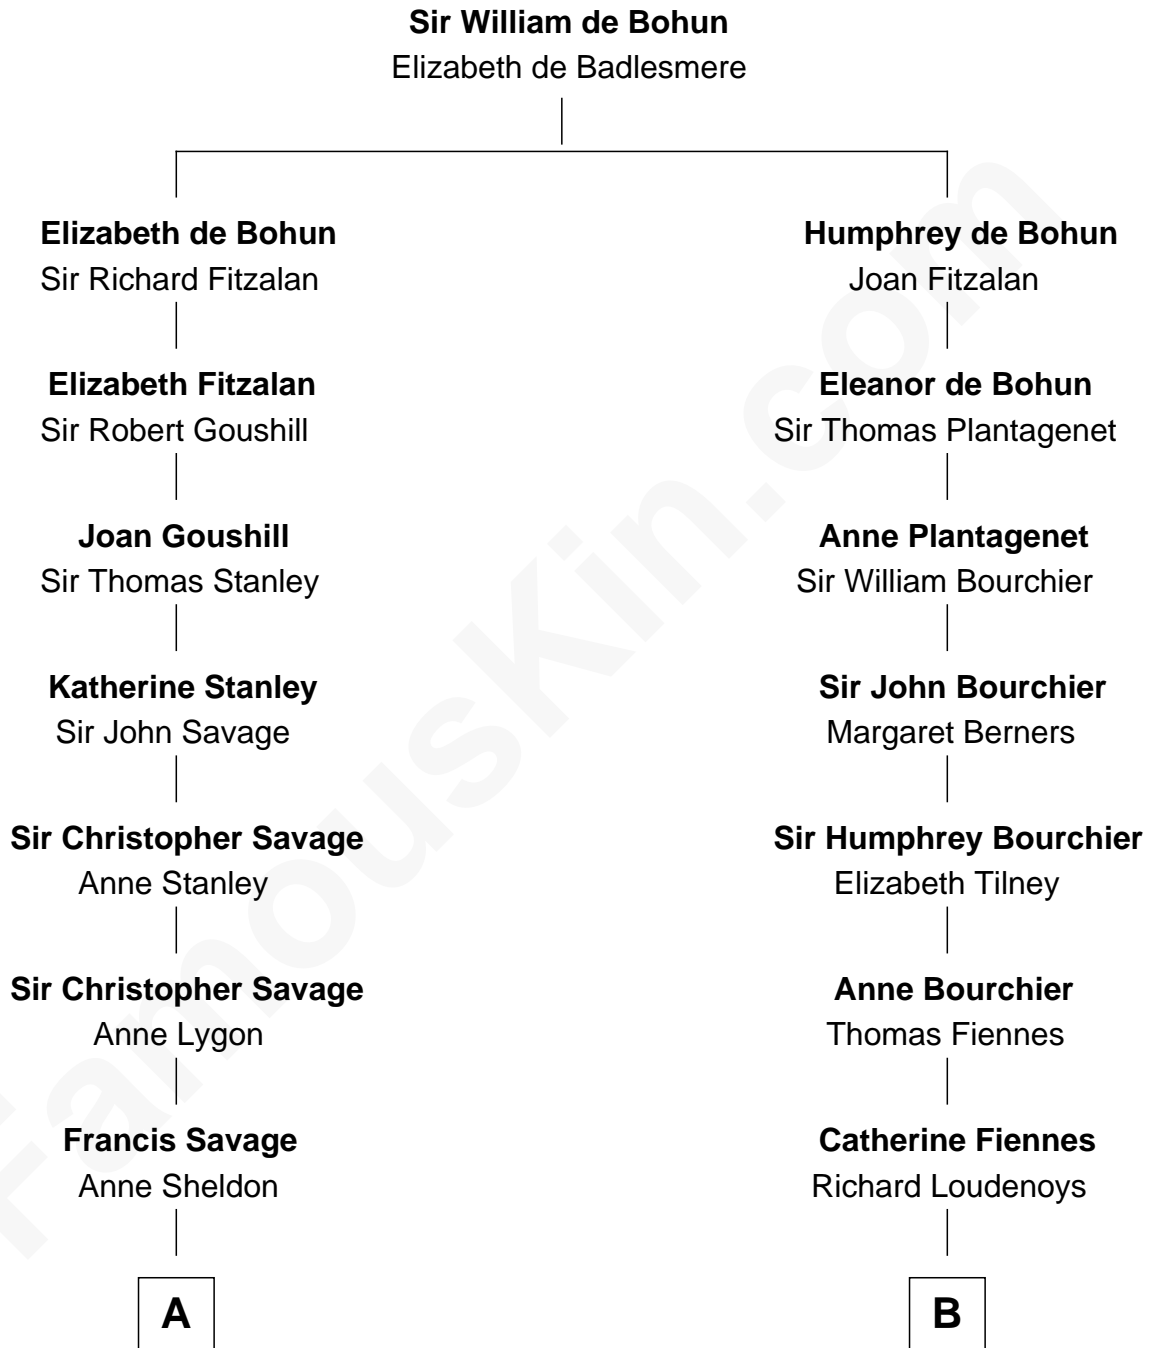 Sir William de Bohun
Elizabeth de Badlesmere
Elizabeth de Bohun
Sir Richard Fitzalan
Humphrey de Bohun
Joan Fitzalan
Elizabeth Fitzalan
Sir Robert Goushill
Eleanor de Bohun
Sir Thomas Plantagenet
Joan Goushill
Sir Thomas Stanley
Anne Plantagenet
Sir William Bourchier
Katherine Stanley
Sir John Savage
Sir John Bourchier
Margaret Berners
Sir Christopher Savage
Anne Stanley
Sir Humphrey Bourchier
Elizabeth Tilney
Sir Christopher Savage
Anne Lygon
Anne Bourchier
Thomas Fiennes
Francis Savage
Anne Sheldon
Catherine Fiennes
Richard Loudenoys
A
B
FamousKin.com